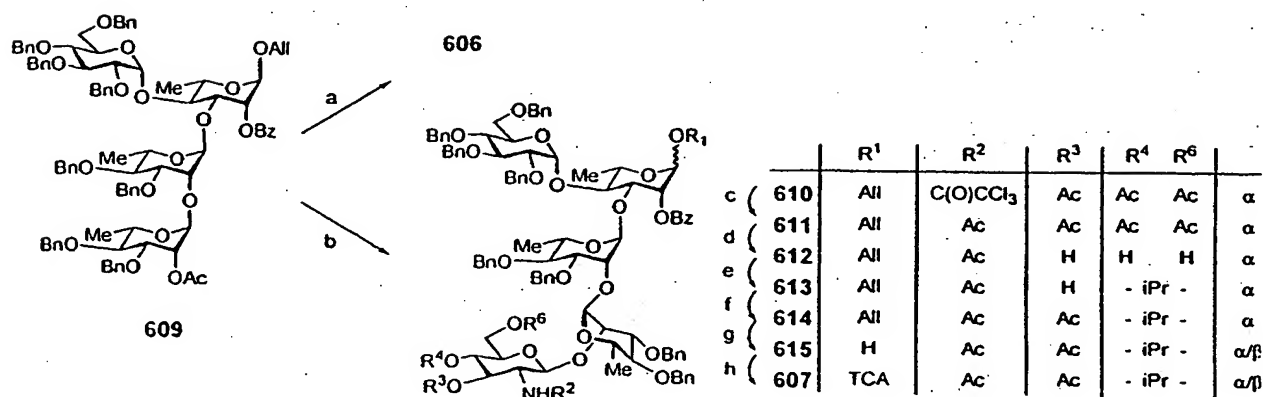 OBn
BnO
BnO
BnO
O
O
Me
O
OAll
O
OBz
606
a
609
Me
O
BnO
BnO
O
Me
O
BnO
BnO
OAc
b
OBn
BnO
BnO
BnO
O
O
Me
O
OR₁
O
OBz
Me
O
BnO
BnO
O
OR⁶
R⁴O
R³O
O
NHR²
O
O
Me
OBn
OBn
R¹ R² R³ R⁴ R⁶
c 610 All C(O)CCl₃ Ac Ac Ac α
d 611 All Ac Ac Ac Ac α
e 612 All Ac H H H α
f 613 All Ac H - iPr - α
g 614 All Ac Ac - iPr - α
h 615 H Ac Ac - iPr - α/β
607 TCA Ac Ac - iPr - α/β